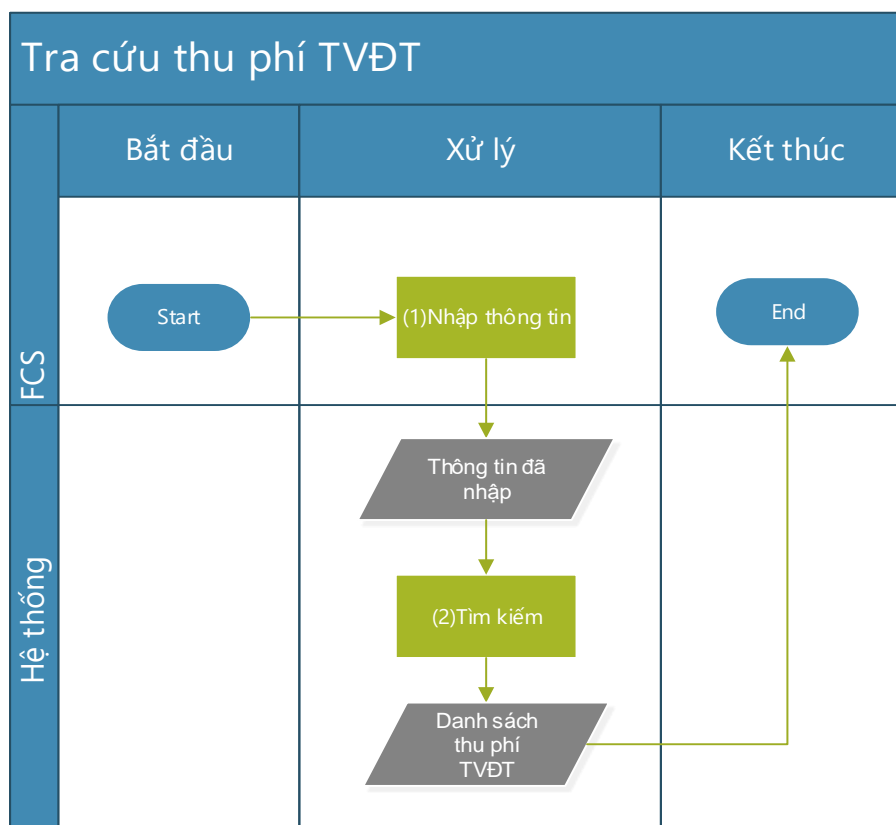 Tra cứu thu phí TVĐT
Bắt đầu
Xử lý
Kết thúc
FCS
Start
(1)Nhập thông tin
End
Hệ thống
Thông tin đã
nhập
(2)Tìm kiếm
Danh sách
thu phí
TVĐT